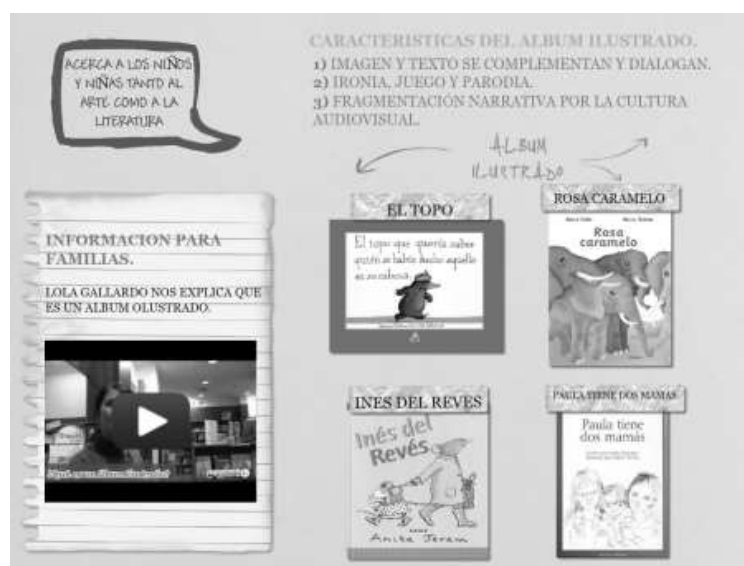 ACERCA A LOS NIÑOS
Y NIÑAS TANTO AL
ARTE COMO A LA
LITERATURA
CARACTERISTICAS DEL ALBUM ILUSTRADO.
1) IMAGEN Y TEXTO SE COMPLEMENTAN Y DIALOGAN.
2) IRONIA, JUEGO Y PARODIA.
3) FRAGMENTACIÓN NARRATIVA POR LA CULTURA
AUDIOVISUAL.
ALBUM
ILUSTRADO
INFORMACION PARA
FAMILIAS.
LOLA GALLARDO NOS EXPLICA QUE
ES UN ALBUM OLUSTRADO.
EL TOPO
El topo que quería saber
quién se había hecho aquello
en su cabeza
ROSA CARAMELO
Rosa
caramelo
INES DEL REVES
Inés del
Revés
Anita Jeram
PAULA TIENE DOS MAMAS
Paula tiene
dos mamás